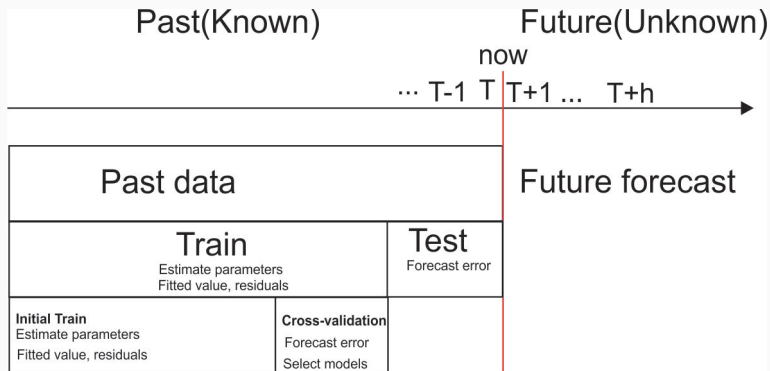 Past(Known) Future(Unknown)
now
... T-1 T T+1 ... T+h
Past data Future forecast
Train
Estimate parameters
Fitted value, residuals
Test
Forecast error
Initial Train
Estimate parameters
Fitted value, residuals
Cross-validation
Forecast error
Select models